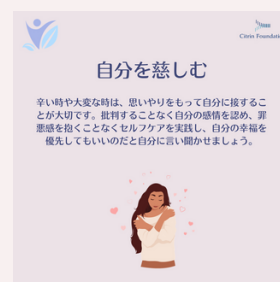 Citrin Foundation
自分を慈しむ
辛い時や大変な時は、思いやりをもって自分に接するこ
とが大切です。批判することなく自分の感情を認め、罪
悪感を抱くことなくセルフケアを実践し、自分の幸福を
優先してもいいのだと自分に言い聞かせましょう。